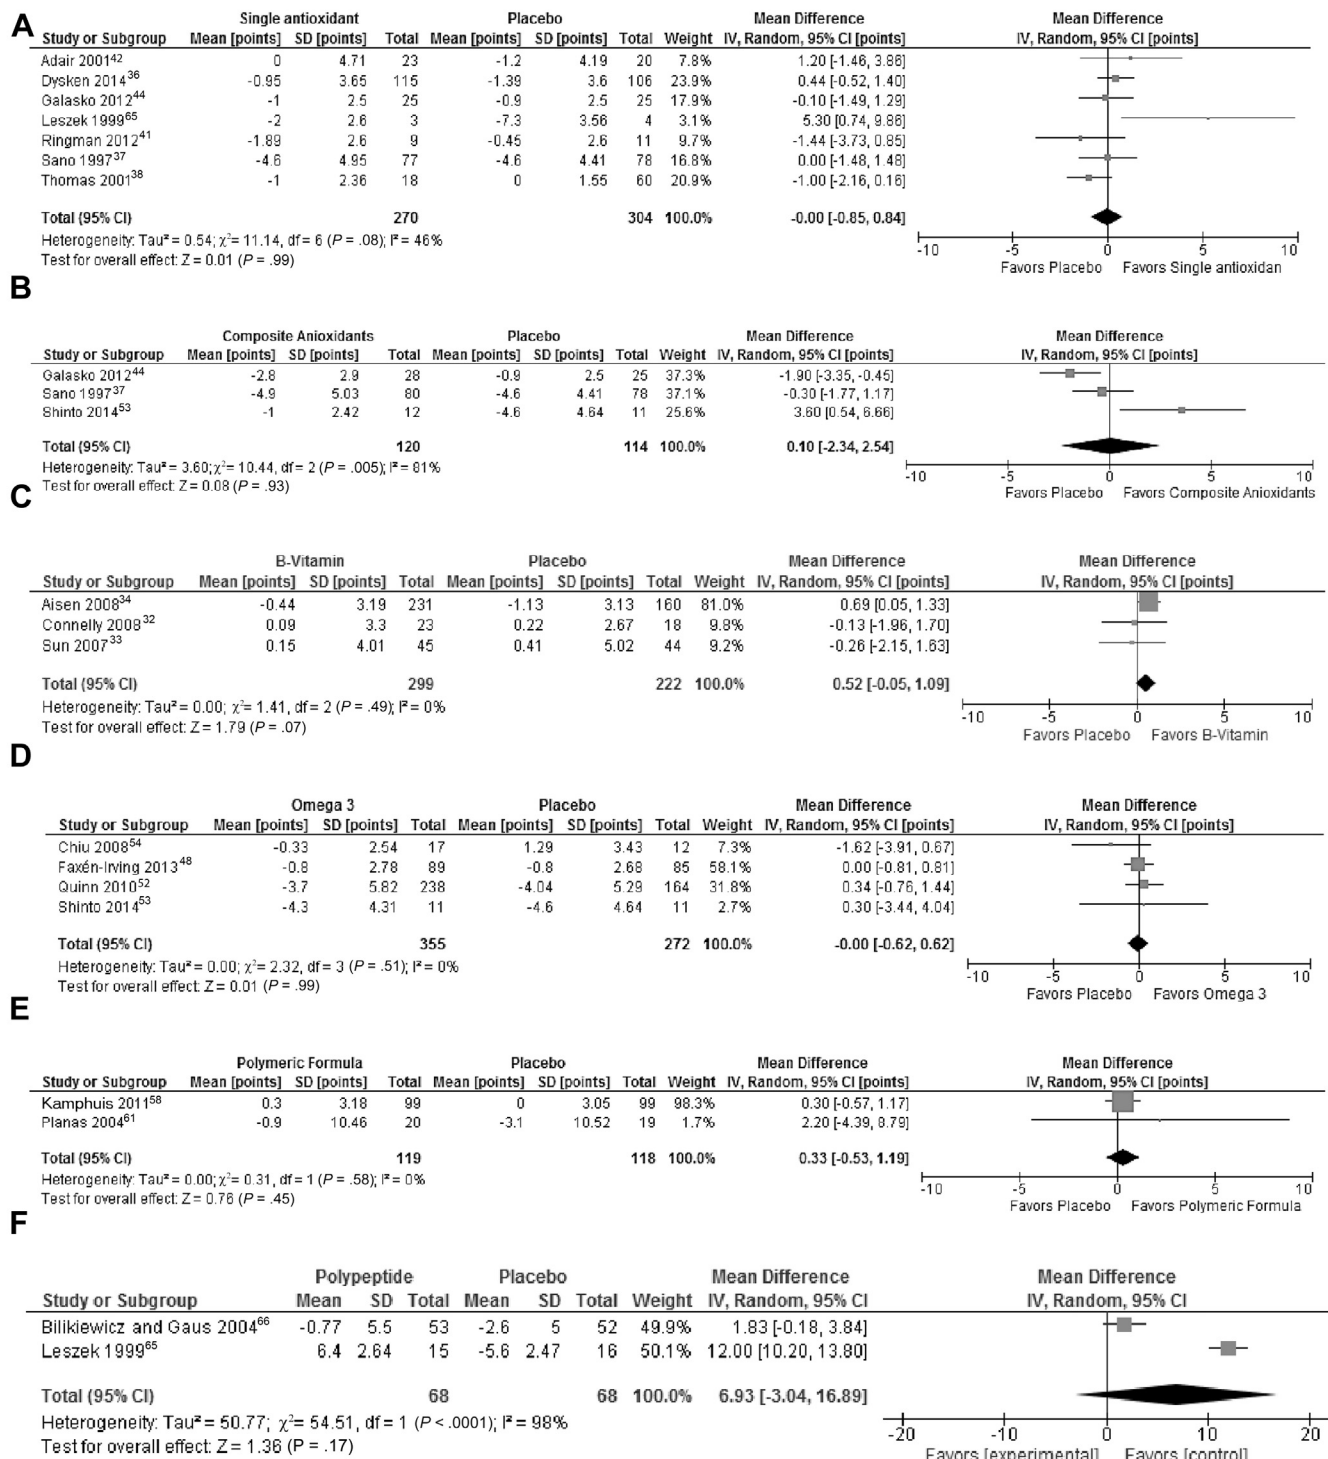 A
Single antioxidant Placebo Mean Difference Mean Difference
Study or Subgroup Mean [points] SD [points] Total Mean [points] SD [points] Total Weight IV, Random, 95% CI [points] IV, Random, 95% CI [points]
Adair 2001⁴² 0 4.71 23 -1.2 4.19 20 7.8% 1.20 [-1.46, 3.86]
Dysken 2014³⁶ -0.95 3.65 115 -1.39 3.6 106 23.9% 0.44 [-0.52, 1.40]
Galasko 2012⁴⁴ -1 2.5 25 -0.9 2.5 25 17.9% -0.10 [-1.49, 1.29]
Leszek 1999⁶⁵ -2 2.6 3 -7.3 3.56 4 3.1% 5.30 [0.74, 9.86]
Ringman 2012⁴¹ -1.89 2.6 9 -0.45 2.6 11 9.7% -1.44 [-3.73, 0.85]
Sano 1997³⁷ -4.6 4.95 77 -4.6 4.41 78 16.8% 0.00 [-1.48, 1.48]
Thomas 2001³⁸ -1 2.36 18 0 1.55 60 20.9% -1.00 [-2.16, 0.16]
Total (95% CI) 270 304 100.0% -0.00 [-0.85, 0.84]
Heterogeneity: Tau² = 0.54; χ²= 11.14, df = 6 (P = .08); I² = 46%
Test for overall effect: Z = 0.01 (P = .99)
-10 -5 0 5 10
Favors Placebo Favors Single antioxidan
B
Composite Anioxidants Placebo Mean Difference Mean Difference
Study or Subgroup Mean [points] SD [points] Total Mean [points] SD [points] Total Weight IV, Random, 95% CI [points] IV, Random, 95% CI [points]
Galasko 2012⁴⁴ -2.8 2.9 28 -0.9 2.5 25 37.3% -1.90 [-3.35, -0.45]
Sano 1997³⁷ -4.9 5.03 80 -4.6 4.41 78 37.1% -0.30 [-1.77, 1.17]
Shinto 2014⁵³ -1 2.42 12 -4.6 4.64 11 25.6% 3.60 [0.54, 6.66]
Total (95% CI) 120 114 100.0% 0.10 [-2.34, 2.54]
Heterogeneity: Tau² = 3.60; χ²= 10.44, df = 2 (P = .005); I² = 81%
Test for overall effect: Z = 0.08 (P = .93)
-10 -5 0 5 10
Favors Placebo Favors Composite Anioxidants
C
B-Vitamin Placebo Mean Difference Mean Difference
Study or Subgroup Mean [points] SD [points] Total Mean [points] SD [points] Total Weight IV, Random, 95% CI [points] IV, Random, 95% CI [points]
Aisen 2008³⁴ -0.44 3.19 231 -1.13 3.13 160 81.0% 0.69 [0.05, 1.33]
Connelly 2008³² 0.09 3.3 23 0.22 2.67 18 9.8% -0.13 [-1.96, 1.70]
Sun 2007³³ 0.15 4.01 45 0.41 5.02 44 9.2% -0.26 [-2.15, 1.63]
Total (95% CI) 299 222 100.0% 0.52 [-0.05, 1.09]
Heterogeneity: Tau² = 0.00; χ²= 1.41, df = 2 (P = .49); I² = 0%
Test for overall effect: Z = 1.79 (P = .07)
-10 -5 0 5 10
Favors Placebo Favors B-Vitamin
D
Omega 3 Placebo Mean Difference Mean Difference
Study or Subgroup Mean [points] SD [points] Total Mean [points] SD [points] Total Weight IV, Random, 95% CI [points] IV, Random, 95% CI [points]
Chiu 2008⁵⁴ -0.33 2.54 17 1.29 3.43 12 7.3% -1.62 [-3.91, 0.67]
Faxén-Irving 2013⁴⁸ -0.8 2.78 89 -0.8 2.68 85 58.1% 0.00 [-0.81, 0.81]
Quinn 2010⁵² -3.7 5.82 238 -4.04 5.29 164 31.8% 0.34 [-0.76, 1.44]
Shinto 2014⁵³ -4.3 4.31 11 -4.6 4.64 11 2.7% 0.30 [-3.44, 4.04]
Total (95% CI) 355 272 100.0% -0.00 [-0.62, 0.62]
Heterogeneity: Tau² = 0.00; χ²= 2.32, df = 3 (P = .51); I² = 0%
Test for overall effect: Z = 0.01 (P = .99)
-10 -5 0 5 10
Favors Placebo Favors Omega 3
E
Polymeric Formula Placebo Mean Difference Mean Difference
Study or Subgroup Mean [points] SD [points] Total Mean [points] SD [points] Total Weight IV, Random, 95% CI [points] IV, Random, 95% CI [points]
Kamphuis 2011⁵⁸ 0.3 3.18 99 0 3.05 99 98.3% 0.30 [-0.57, 1.17]
Planas 2004⁶¹ -0.9 10.46 20 -3.1 10.52 19 1.7% 2.20 [-4.39, 8.79]
Total (95% CI) 119 118 100.0% 0.33 [-0.53, 1.19]
Heterogeneity: Tau² = 0.00; χ²= 0.31, df = 1 (P = .58); I² = 0%
Test for overall effect: Z = 0.76 (P = .45)
-10 -5 0 5 10
Favors Placebo Favors Polymeric Formula
F
Polypeptide Placebo Mean Difference Mean Difference
Study or Subgroup Mean SD Total Mean SD Total Weight IV, Random, 95% CI IV, Random, 95% CI
Bilikiewicz and Gaus 2004⁶⁶ -0.77 5.5 53 -2.6 5 52 49.9% 1.83 [-0.18, 3.84]
Leszek 1999⁶⁵ 6.4 2.64 15 -5.6 2.47 16 50.1% 12.00 [10.20, 13.80]
Total (95% CI) 68 68 100.0% 6.93 [-3.04, 16.89]
Heterogeneity: Tau² = 50.77; χ²= 54.51, df = 1 (P < .0001); I² = 98%
Test for overall effect: Z = 1.36 (P = .17)
-20 -10 0 10 20
Favors [experimental] Favors [control]